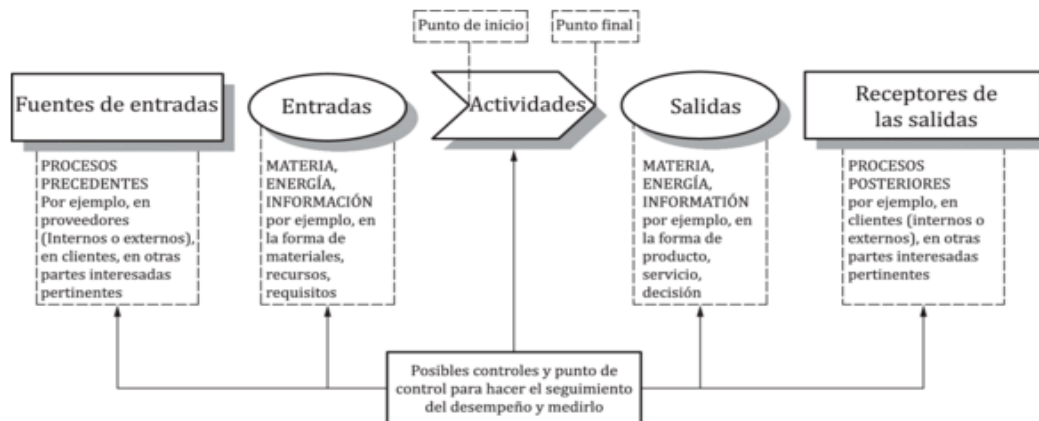 Punto de inicio
Punto final
Fuentes de entradas
Entradas
Actividades
Salidas
Receptores de
las salidas
PROCESOS
PRECEDENTES
Por ejemplo, en
proveedores
(Internos o externos),
en clientes, en otras
partes interesadas
pertinentes
MATERIA,
ENERGÍA,
INFORMACIÓN
por ejemplo, en
la forma de
materiales,
recursos,
requisitos
MATERIA,
ENERGÍA,
INFORMATIÓN
por ejemplo, en
la forma de
producto,
servicio,
decisión
PROCESOS
POSTERIORES
por ejemplo, en
clientes (internos o
externos), en otras
partes interesadas
pertinentes
Posibles controles y punto de
control para hacer el seguimiento
del desempeño y medirlo